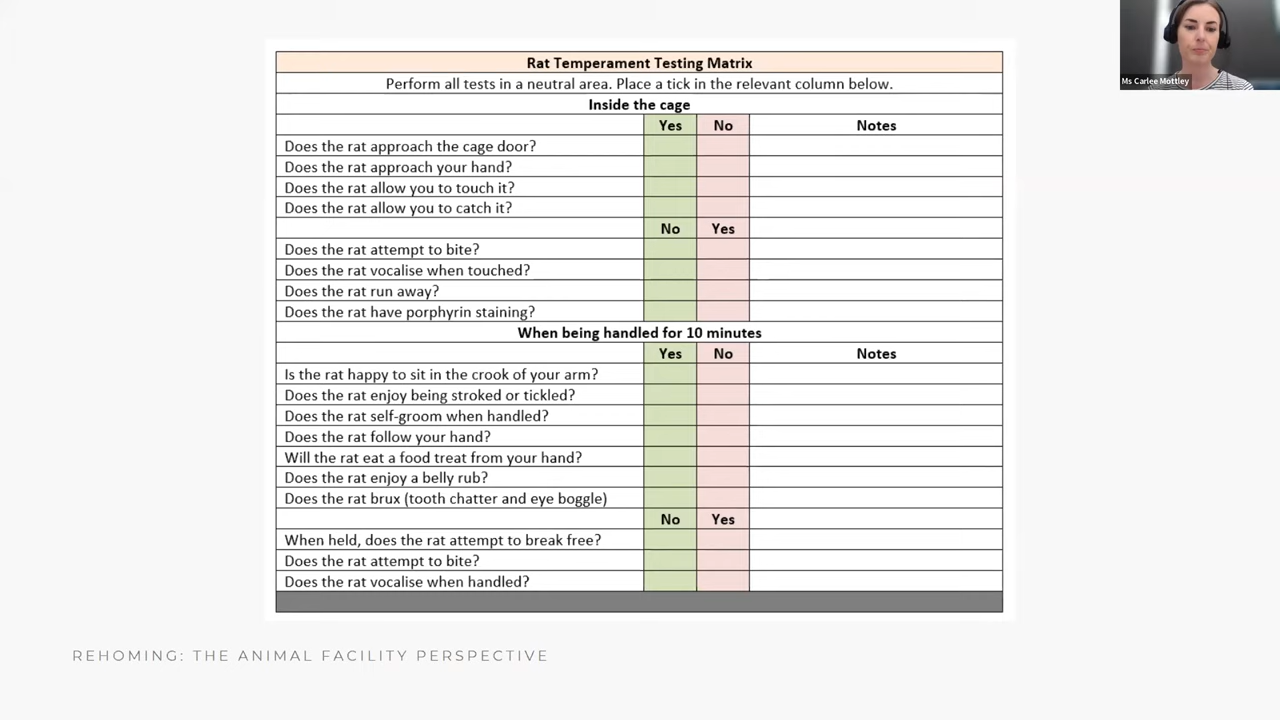 Ms Carlee Mottley
Rat Temperament Testing Matrix
Perform all tests in a neutral area. Place a tick in the relevant column below.
Inside the cage
Yes No Notes
Does the rat approach the cage door?
Does the rat approach your hand?
Does the rat allow you to touch it?
Does the rat allow you to catch it?
No Yes
Does the rat attempt to bite?
Does the rat vocalise when touched?
Does the rat run away?
Does the rat have porphyrin staining?
When being handled for 10 minutes
Yes No Notes
Is the rat happy to sit in the crook of your arm?
Does the rat enjoy being stroked or tickled?
Does the rat self-groom when handled?
Does the rat follow your hand?
Will the rat eat a food treat from your hand?
Does the rat enjoy a belly rub?
Does the rat brux (tooth chatter and eye boggle)
No Yes
When held, does the rat attempt to break free?
Does the rat attempt to bite?
Does the rat vocalise when handled?
REHOMING: THE ANIMAL FACILITY PERSPECTIVE